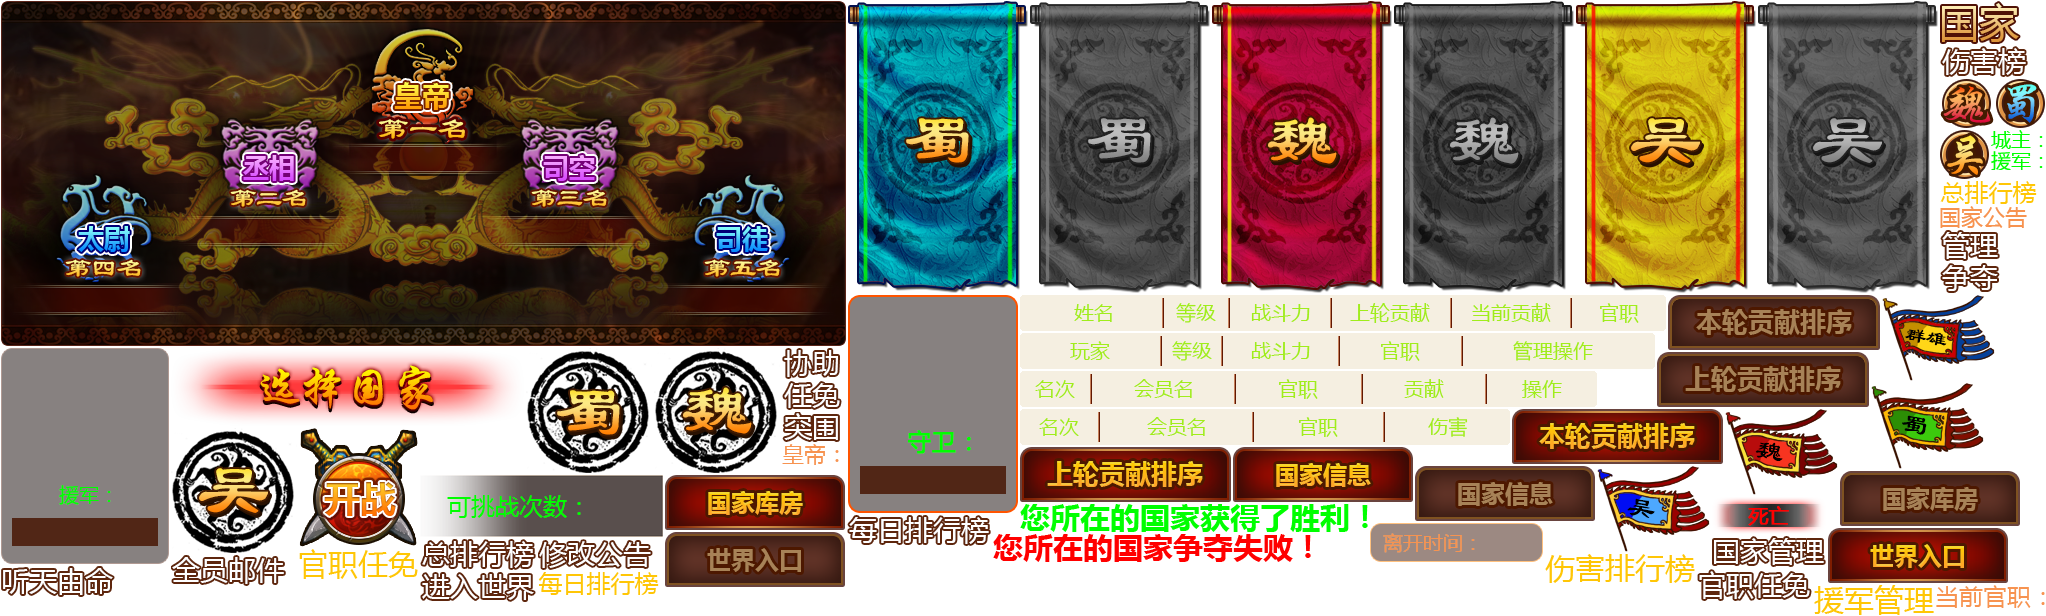 皇帝
第一名
丞相
第二名
司空
第三名
太尉
第四名
司徒
第五名
蜀
蜀
魏
魏
吴
吴
国家
伤害榜
魏
蜀
吴
城主：
援军：
总排行榜
国家公告
管理
争夺
姓名 等级 战斗力 上轮贡献 当前贡献 官职
玩家 等级 战斗力 官职 管理操作
名次 会员名 官职 贡献 操作
名次 会员名 官职 伤害
本轮贡献排序
上轮贡献排序
群雄
蜀
魏
吴
本轮贡献排序
上轮贡献排序
国家信息
国家信息
国家库房
守卫：
每日排行榜
您所在的国家获得了胜利！
您所在的国家争夺失败！
离开时间：
死亡
伤害排行榜
国家管理
官职任免
世界入口
援军管理
当前官职：
选择国家
蜀
魏
协助
任免
突围
皇帝：
援军：
听天由命
吴
全员邮件
开战
官职任免
可挑战次数：
总排行榜
修改公告
进入世界
每日排行榜
国家库房
世界入口